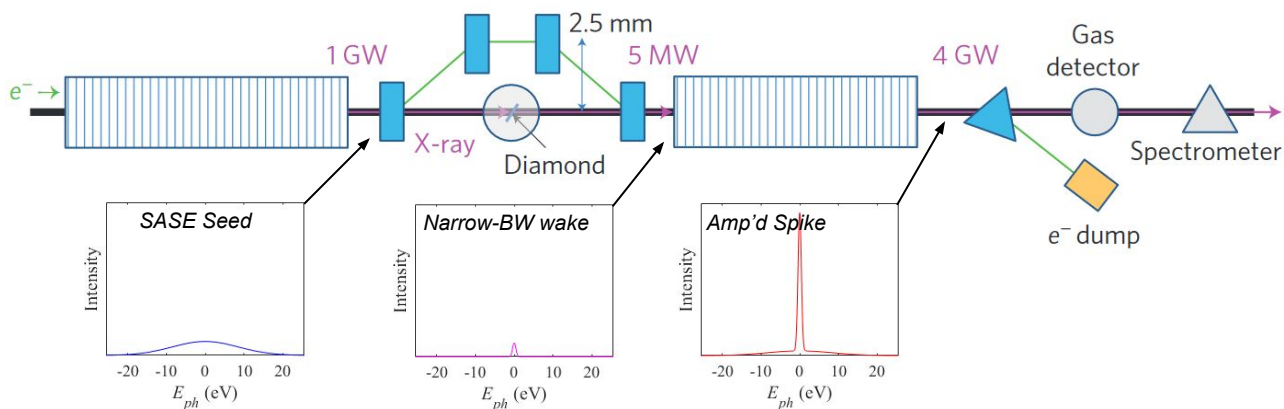 e⁻ →
1 GW
2.5 mm
5 MW
4 GW
Gas
detector
X-ray
Diamond
Spectrometer
e⁻ dump
SASE Seed
Intensity
-20 -10 0 10 20
E_ph (eV)
Narrow-BW wake
Intensity
-20 -10 0 10 20
E_ph (eV)
Amp'd Spike
Intensity
-20 -10 0 10 20
E_ph (eV)